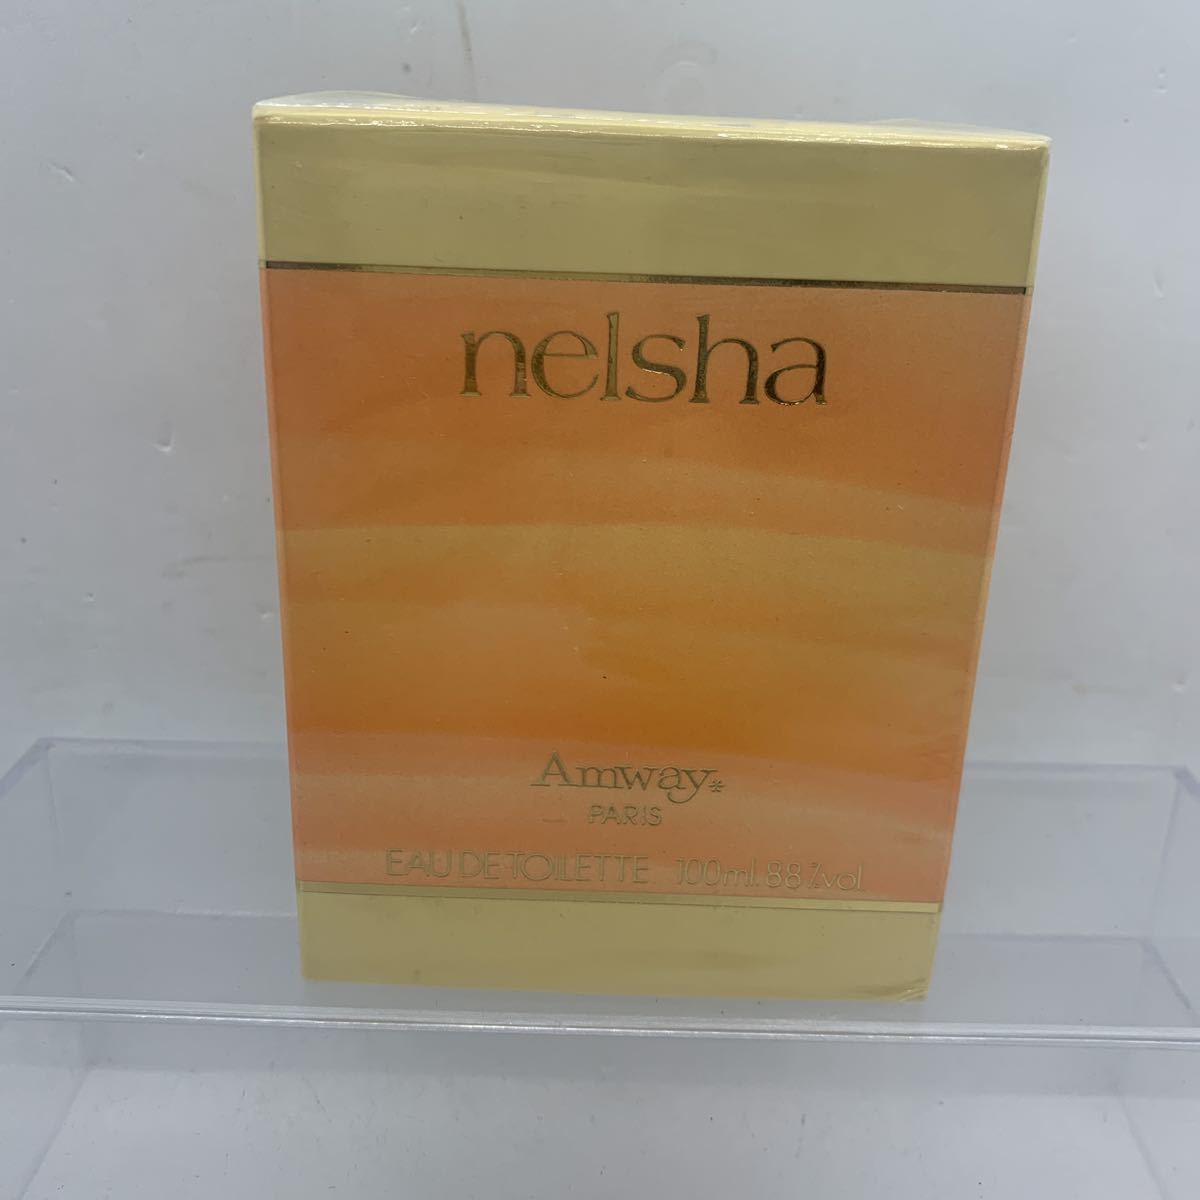 nelsha
Amway*
PARIS
EAU DE TOILETTE 100ml. 88%vol